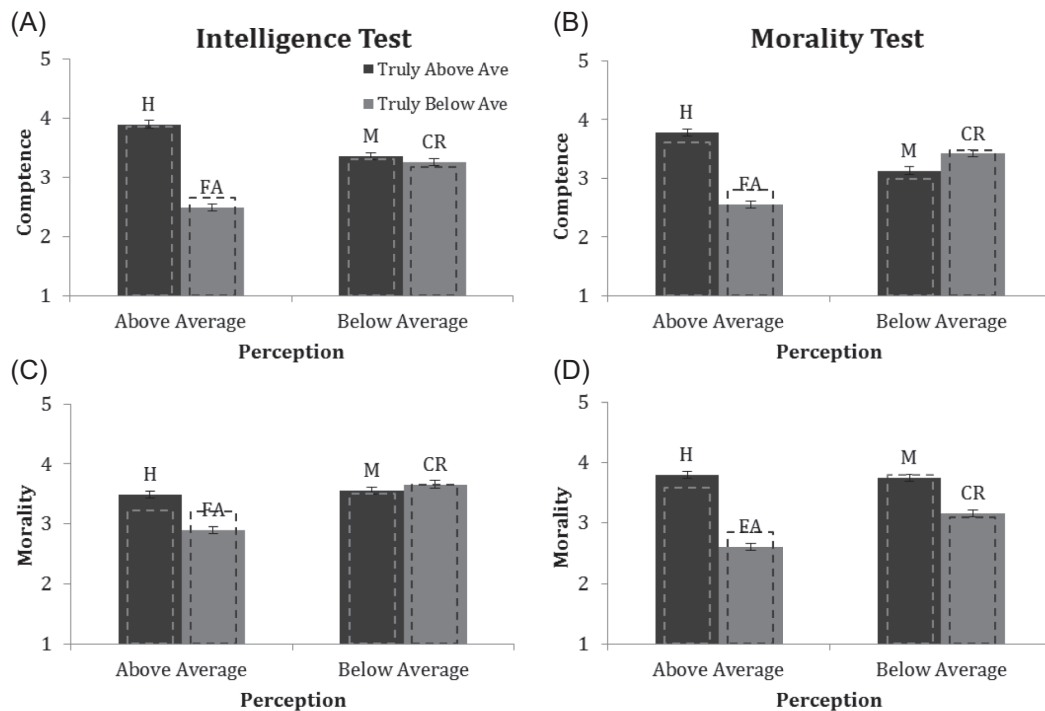 (A)
Intelligence Test
5
4
3
2
1
Comptence
Truly Above Ave
Truly Below Ave
H
FA
M
CR
Above Average
Below Average
Perception
(B)
Morality Test
5
4
3
2
1
Comptence
H
FA
M
CR
Above Average
Below Average
Perception
(C)
5
4
3
2
1
Morality
H
FA
M
CR
Above Average
Below Average
Perception
(D)
5
4
3
2
1
Morality
H
FA
M
CR
Above Average
Below Average
Perception